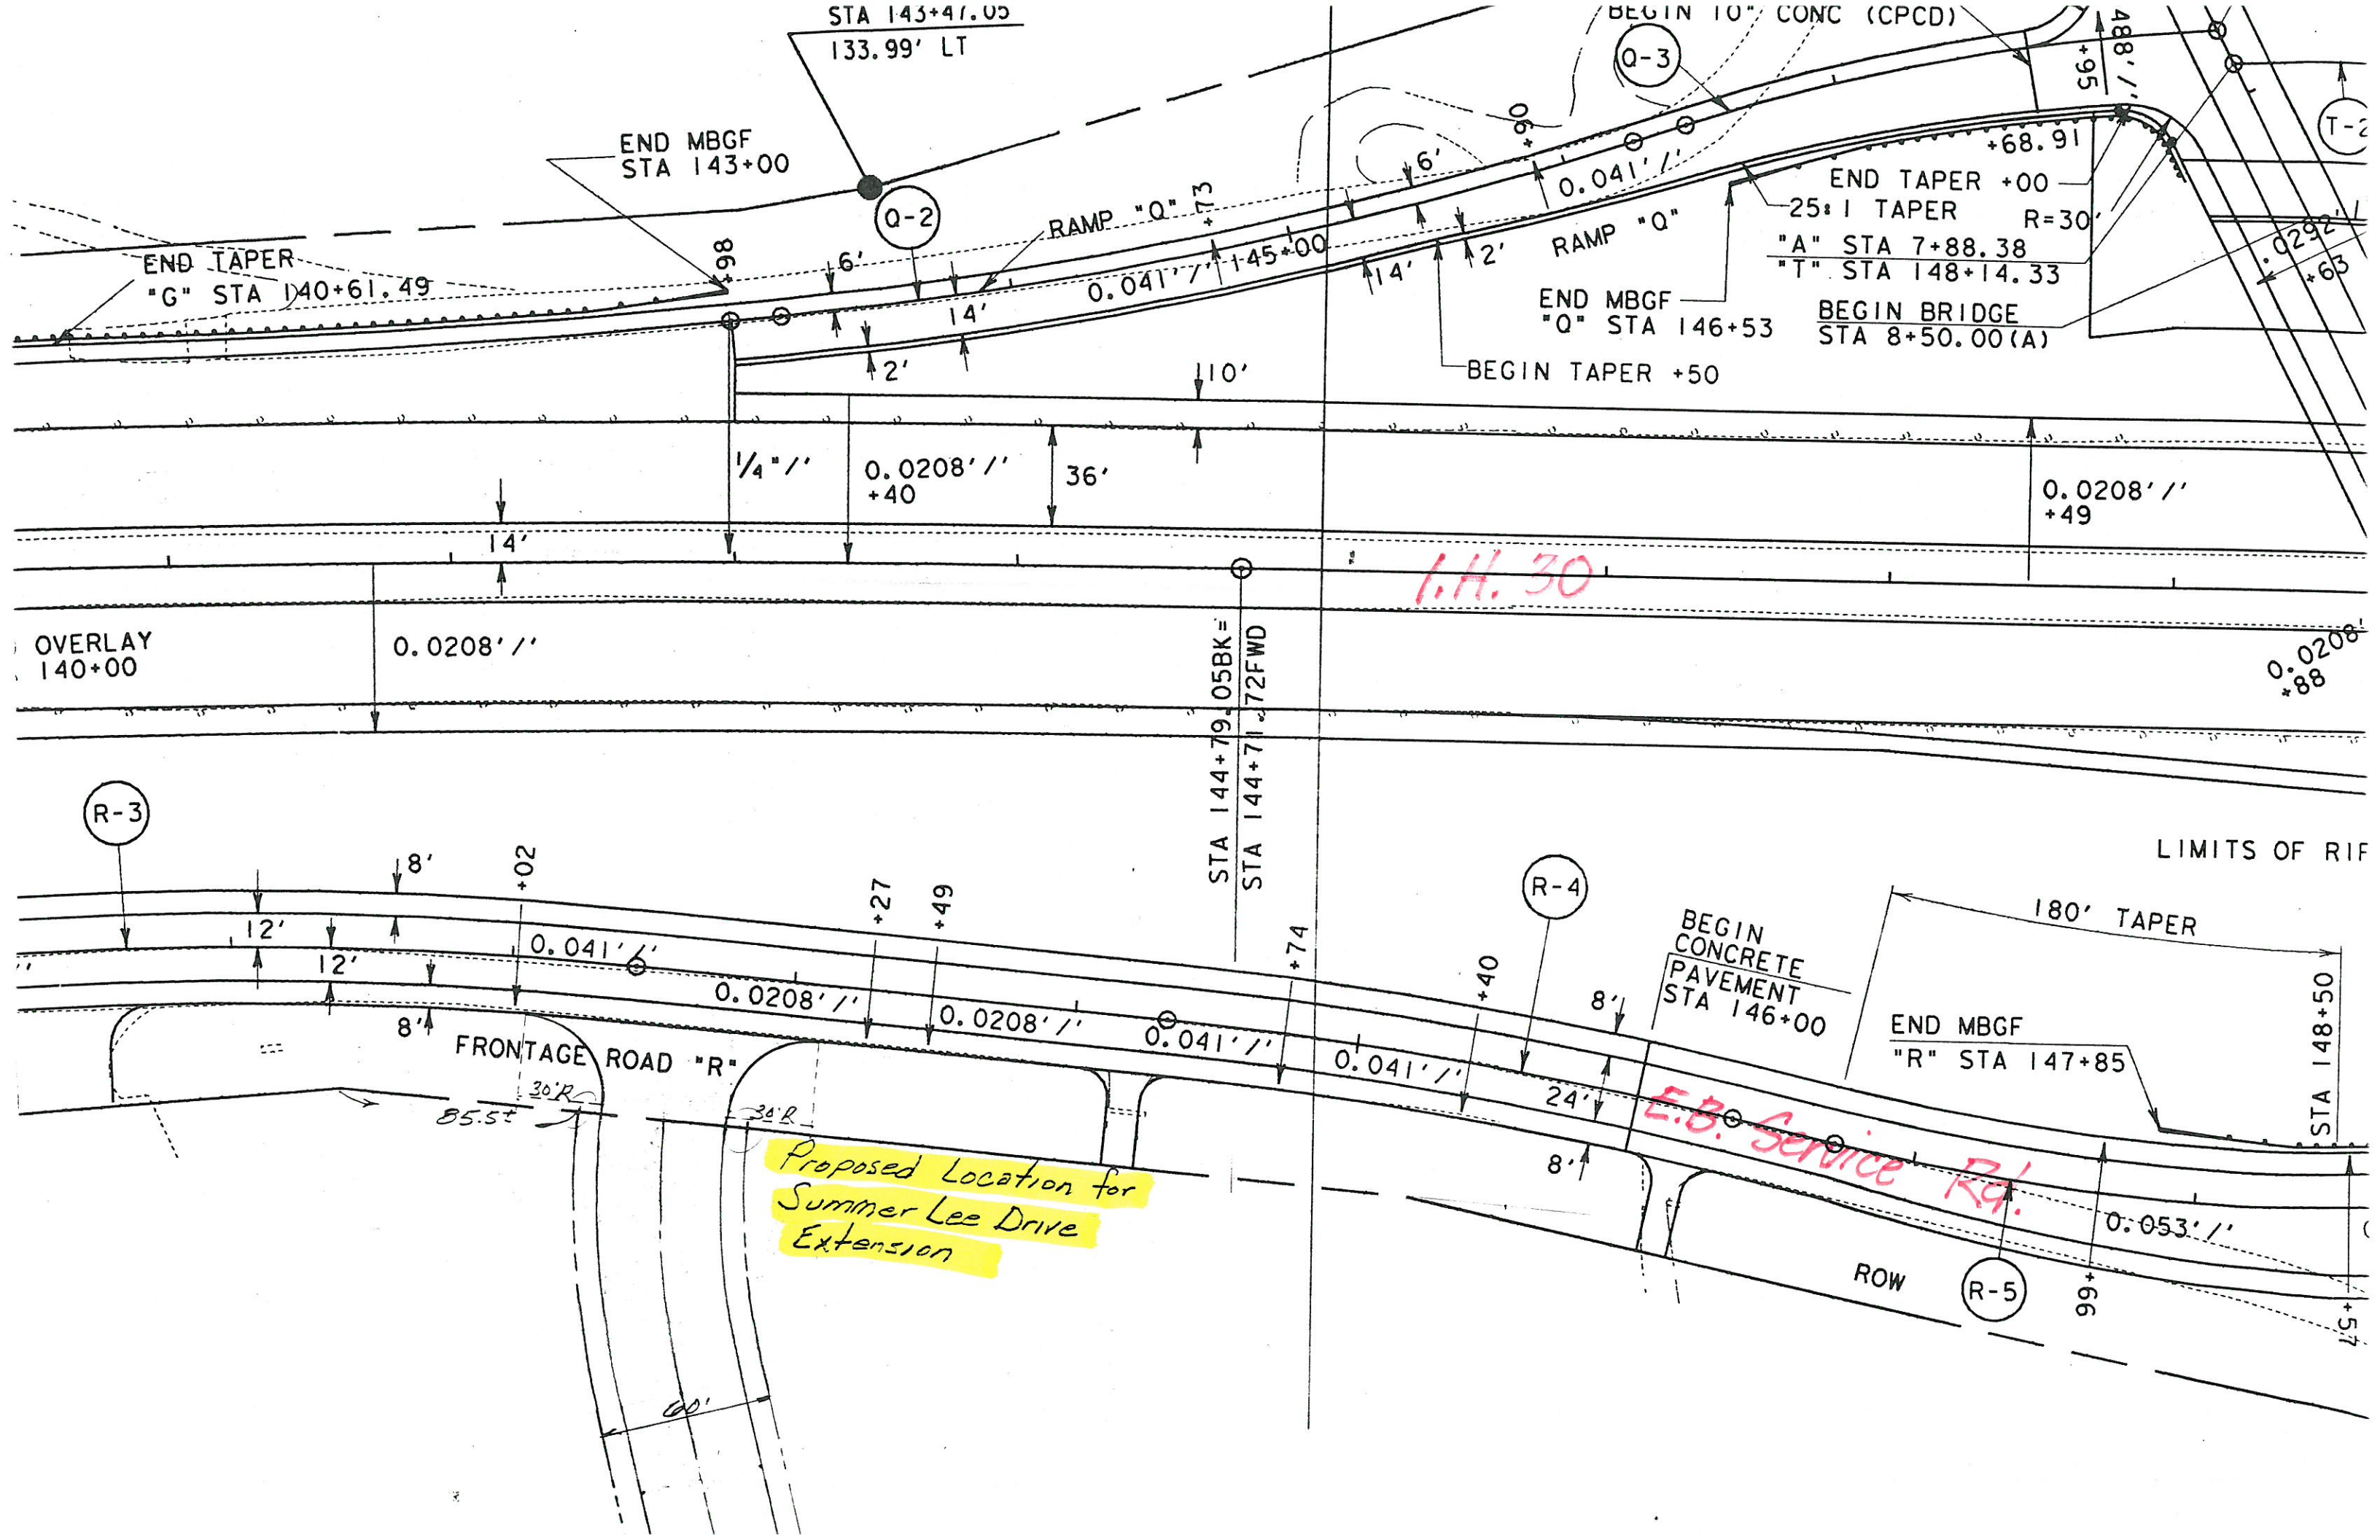 STA 143+47.05
133.99' LT
BEGIN 10" CONC (CPCD)
Q-3
+95
T-2
END MBGF
STA 143+00
Q-2
RAMP "Q"
+73
+90
6'
0.041'/'
+68.91
END TAPER +00
25:1 TAPER
R=30'
"A" STA 7+88.38
"T" STA 148+14.33
.0292'/
+63
END TAPER
"G" STA 140+61.49
+98
6'
14'
0.041'/'
145+00
14'
2'
RAMP "Q"
END MBGF
"Q" STA 146+53
BEGIN BRIDGE
STA 8+50.00(A)
2'
10'
BEGIN TAPER +50
1/4"/'
0.0208'/'
+40
36'
0.0208'/'
+49
14'
I.H. 30
OVERLAY
140+00
0.0208'/'
STA 144+79.05BK=
STA 144+71.72FWD
0.0208'
+88
R-3
LIMITS OF RIF
8'
+02
+27
+49
R-4
180' TAPER
12'
12'
0.041'/'
+74
+40
8'
BEGIN
CONCRETE
PAVEMENT
STA 146+00
END MBGF
"R" STA 147+85
STA 148+50
0.0208'/'
0.0208'/'
0.041'/'
0.041'/'
8'
FRONTAGE ROAD "R"
24'
E.B. Service Rd.
30'R
85.5±
30'R
8'
Proposed Location for
Summer Lee Drive
Extension
0.053'/'
ROW
R-5
+66
+57
60'